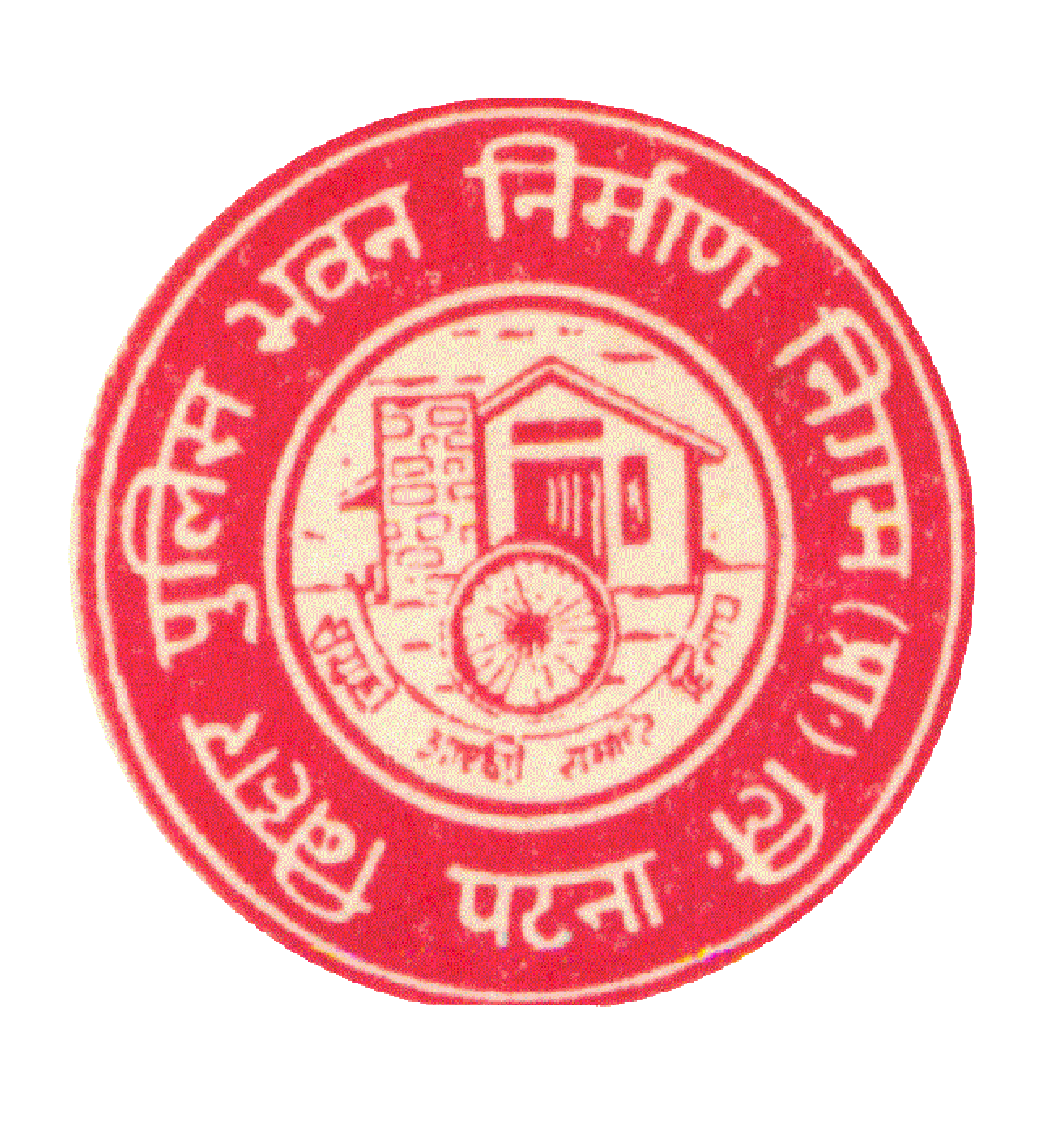 बिहार पुलिस भवन निर्माण निगम (प्रा.) लि.
पटना